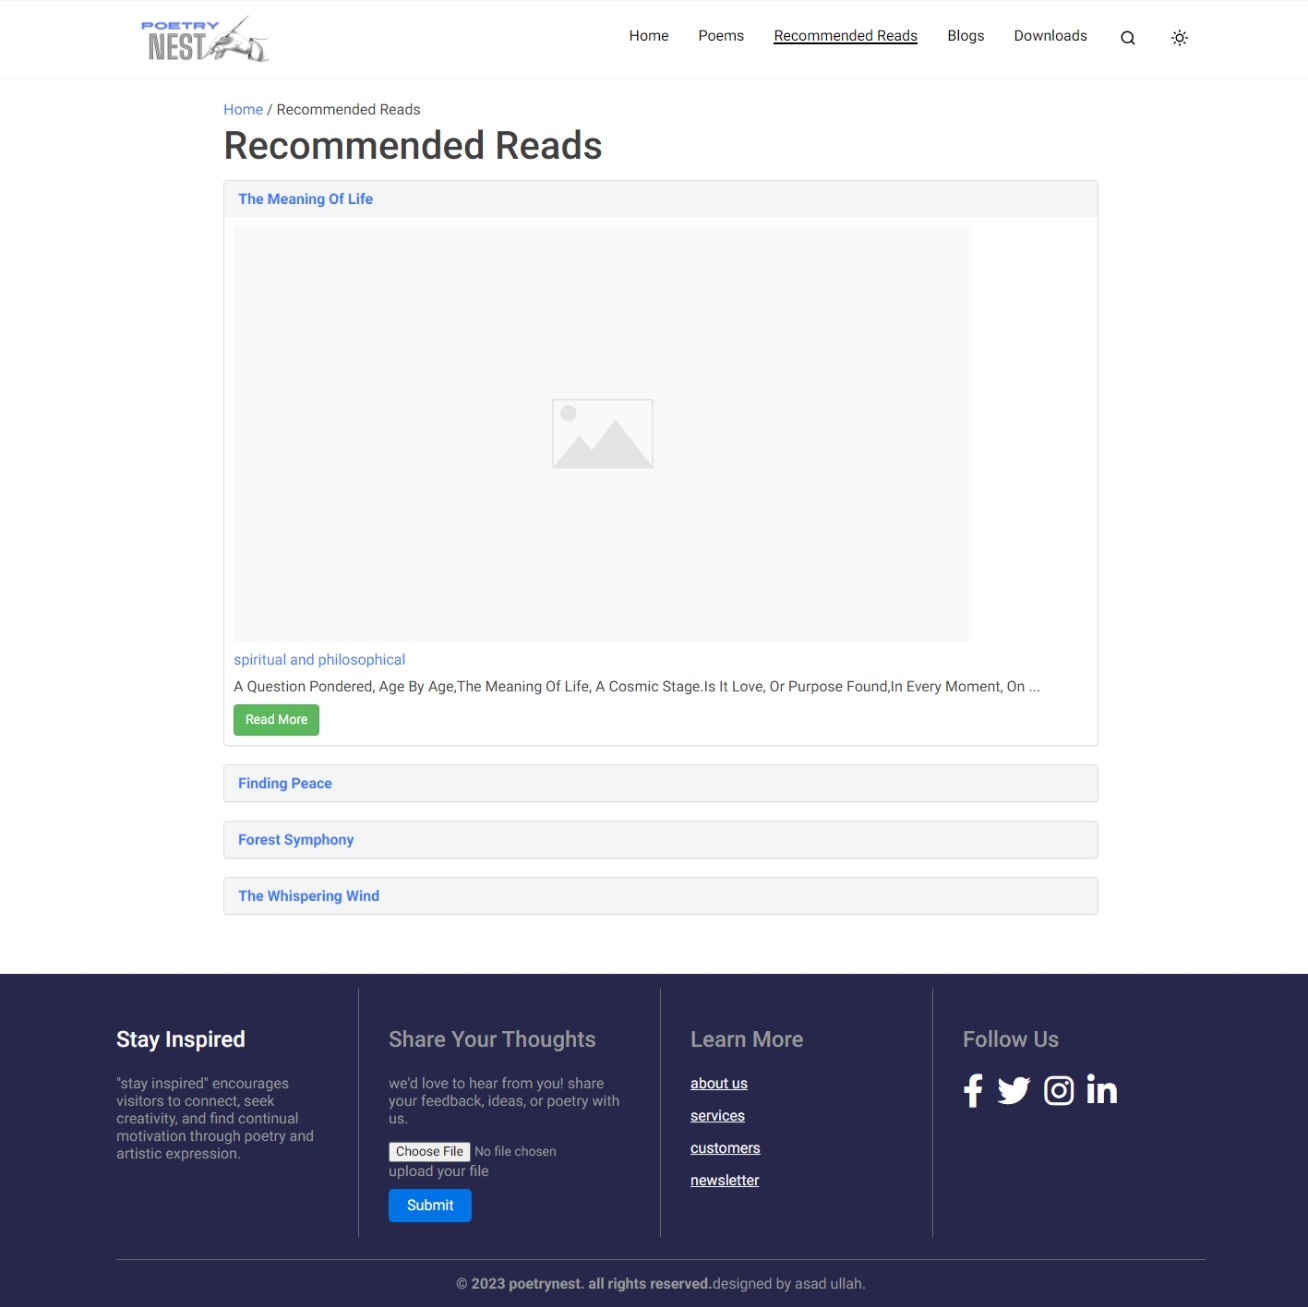 POETRY
NEST
Home Poems Recommended Reads Blogs Downloads
Home / Recommended Reads
Recommended Reads
The Meaning Of Life
spiritual and philosophical
A Question Pondered, Age By Age,The Meaning Of Life, A Cosmic Stage.Is It Love, Or Purpose Found,In Every Moment, On ...
Read More
Finding Peace
Forest Symphony
The Whispering Wind
Stay Inspired
"stay inspired" encourages
visitors to connect, seek
creativity, and find continual
motivation through poetry and
artistic expression.
Share Your Thoughts
we'd love to hear from you! share
your feedback, ideas, or poetry with
us.
Choose File No file chosen
upload your file
Submit
Learn More
about us
services
customers
newsletter
Follow Us
© 2023 poetrynest. all rights reserved.designed by asad ullah.